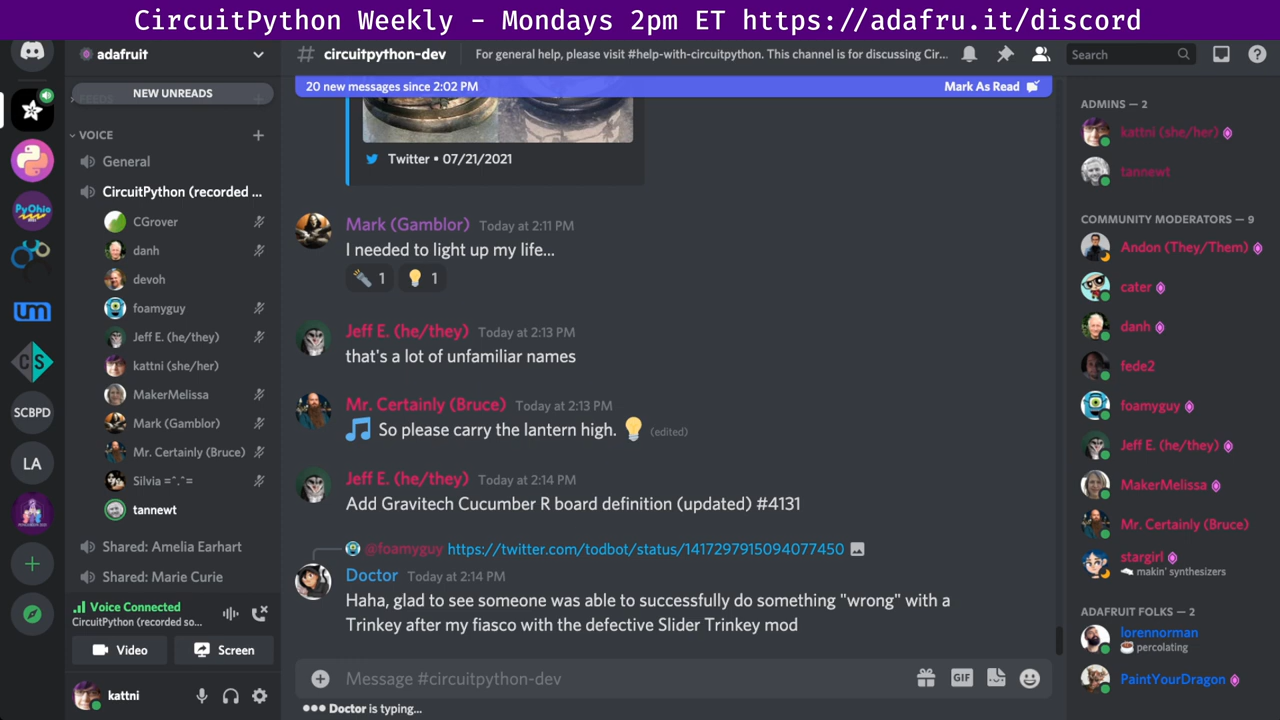 CircuitPython Weekly - Mondays 2pm ET https://adafru.it/discord
adafruit
NEW UNREADS
VOICE
General
CircuitPython (recorded ...
CGrover
danh
devoh
foamyguy
Jeff E. (he/they)
kattni (she/her)
MakerMelissa
Mark (Gamblor)
Mr. Certainly (Bruce)
Silvia =^.^=
tannewt
Shared: Amelia Earhart
Shared: Marie Curie
Voice Connected
CircuitPython (recorded so...
Video
Screen
kattni
PyOhio
um
CS
SCBPD
LA
# circuitpython-dev
For general help, please visit #help-with-circuitpython. This channel is for discussing Cir...
Search
20 new messages since 2:02 PM
Mark As Read
Twitter • 07/21/2021
Mark (Gamblor) Today at 2:11 PM
I needed to light up my life...
1
1
Jeff E. (he/they) Today at 2:13 PM
that's a lot of unfamiliar names
Mr. Certainly (Bruce) Today at 2:13 PM
🎵 So please carry the lantern high. 💡 (edited)
Jeff E. (he/they) Today at 2:14 PM
Add Gravitech Cucumber R board definition (updated) #4131
@foamyguy https://twitter.com/todbot/status/1417297915094077450
Doctor Today at 2:14 PM
Haha, glad to see someone was able to successfully do something "wrong" with a
Trinkey after my fiasco with the defective Slider Trinkey mod
Message #circuitpython-dev
GIF
Doctor is typing...
ADMINS — 2
kattni (she/her)
tannewt
COMMUNITY MODERATORS — 9
Andon (They/Them)
cater
danh
fede2
foamyguy
Jeff E. (he/they)
MakerMelissa
Mr. Certainly (Bruce)
stargirl
makin' synthesizers
ADAFRUIT FOLKS — 2
lorennorman
percolating
PaintYourDragon